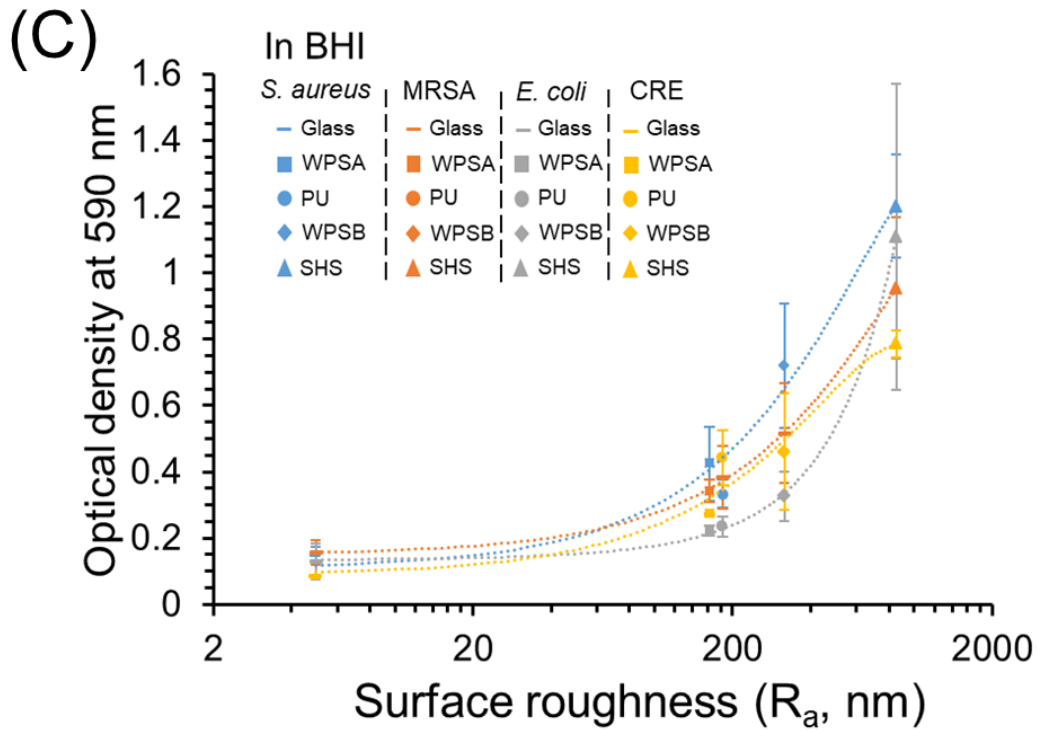 (C)
In BHI
S. aureus MRSA E. coli CRE
Glass Glass Glass Glass
WPSA WPSA WPSA WPSA
PU PU PU PU
WPSB WPSB WPSB WPSB
SHS SHS SHS SHS
Optical density at 590 nm
1.6
1.4
1.2
1
0.8
0.6
0.4
0.2
0
2 20 200 2000
Surface roughness (Ra, nm)